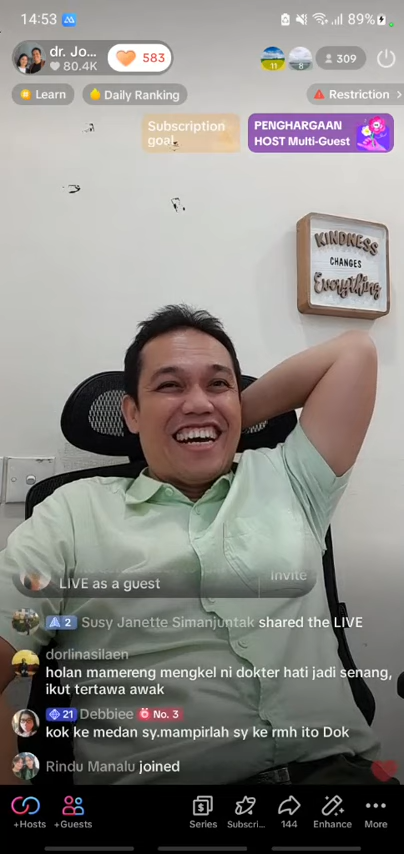 14:53
89%
dr. Jo...
80.4K
583
11
8
309
Learn
Daily Ranking
Restriction
Subscription
goal
PENGHARGAAN
HOST Multi-Guest
KINDNESS
CHANGES
Everything
LIVE as a guest
Invite
2 Susy Janette Simanjuntak shared the LIVE
dorlinasilaen
holan mamereng mengkel ni dokter hati jadi senang,
ikut tertawa awak
21 Debbiee No. 3
kok ke medan sy.mampirlah sy ke rmh ito Dok
Rindu Manalu joined
+Hosts
+Guests
Series
Subscri...
144
Enhance
More